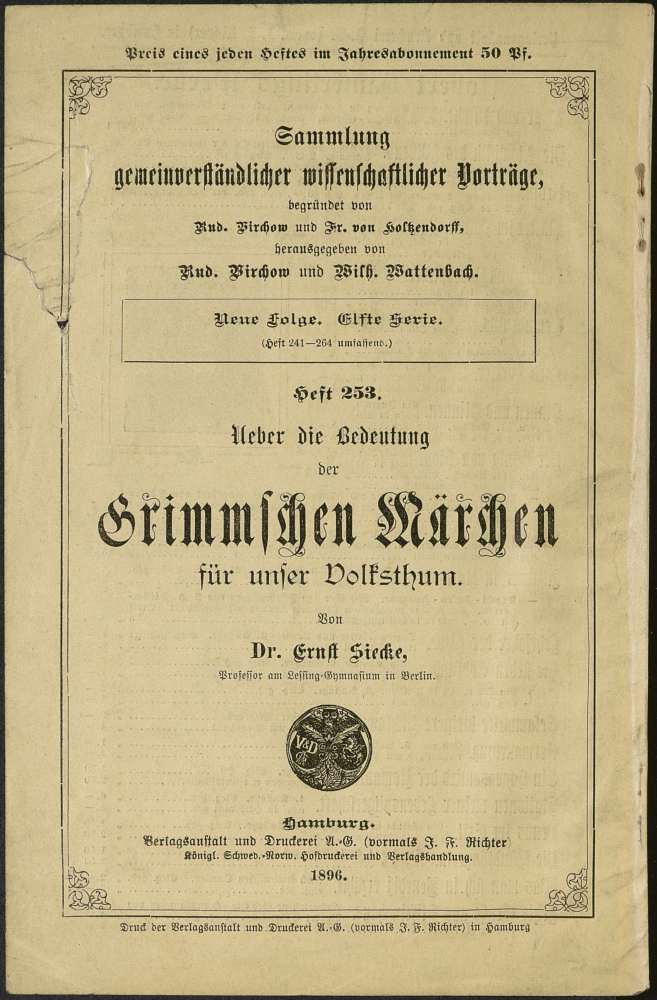 Preis eines jeden Heftes im Jahresabonnement 50 Pf.
Sammlung
gemeinverständlicher wissenschaftlicher Vorträge,
begründet von
Rud. Virchow und Fr. von Holtzendorff,
herausgegeben von
Rud. Virchow und Wilh. Wattenbach.
Neue Folge. Elfte Serie.
(Heft 241—264 umfassend.)
Heft 253.
Ueber die Bedeutung
der
Grimmschen Märchen
für unser Volksthum.
Von
Dr. Ernst Siecke,
Professor am Lessing-Gymnasium in Berlin.
V&D
Hamburg.
Verlagsanstalt und Druckerei A.-G. (vormals J. F. Richter)
Königl. Schwed.-Norw. Hofdruckerei und Verlagshandlung.
1896.
Druck der Verlagsanstalt und Druckerei A.-G. (vormals J. F. Richter) in Hamburg